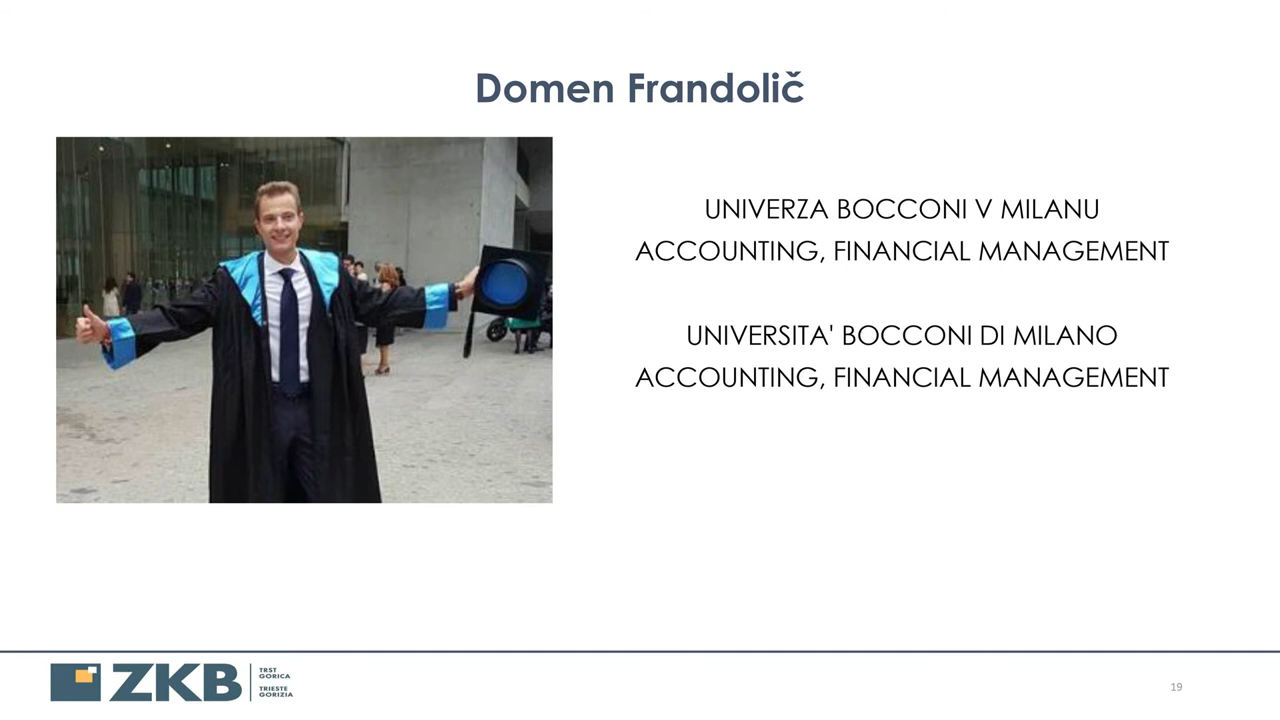 Domen Frandolič
UNIVERZA BOCCONI V MILANU
ACCOUNTING, FINANCIAL MANAGEMENT
UNIVERSITA' BOCCONI DI MILANO
ACCOUNTING, FINANCIAL MANAGEMENT
ZKB
TRST
GORICA
TRIESTE
GORIZIA
19